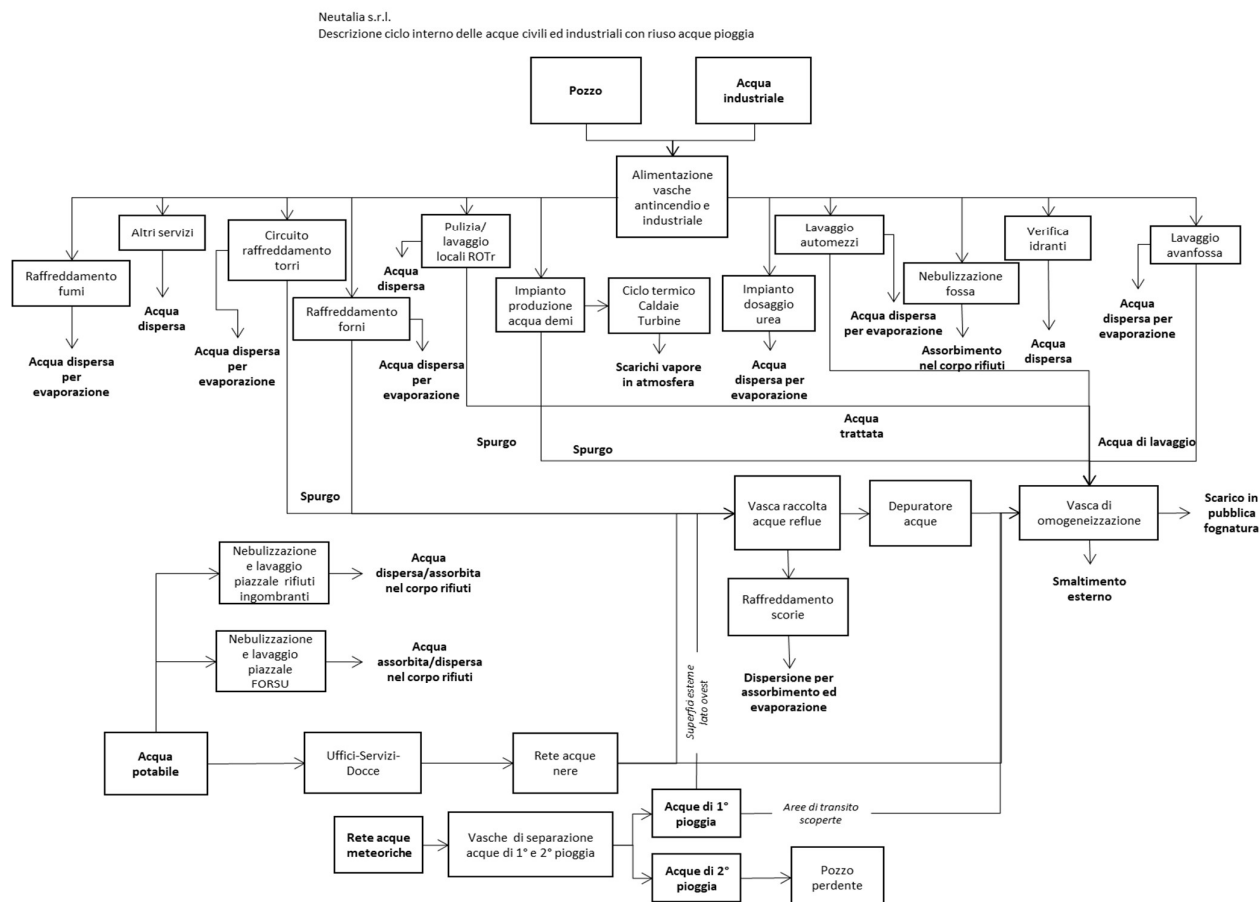 Neutalia s.r.l.
Descrizione ciclo interno delle acque civili ed industriali con riuso acque pioggia
Pozzo
Acqua
industriale
Alimentazione
vasche
antincendio e
industriale
Raffreddamento
fumi
Acqua dispersa
per
evaporazione
Altri servizi
Acqua
dispersa
Circuito
raffreddamento
torri
Acqua dispersa
per
evaporazione
Raffreddamento
forni
Acqua dispersa
per
evaporazione
Pulizia/
lavaggio
locali ROTr
Acqua
dispersa
Impianto
produzione
acqua demi
Ciclo termico
Caldaie
Turbine
Scarichi vapore
in atmosfera
Impianto
dosaggio
urea
Acqua
dispersa per
evaporazione
Lavaggio
automezzi
Acqua dispersa
per evaporazione
Nebulizzazione
fossa
Assorbimento
nel corpo rifiuti
Verifica
idranti
Acqua
dispersa
Lavaggio
avanfossa
Acqua
dispersa per
evaporazione
Acqua
trattata
Spurgo
Spurgo
Acqua di lavaggio
Spurgo
Vasca raccolta
acque reflue
Depuratore
acque
Vasca di
omogeneizzazione
Scarico in
pubblica
fognatura
Smaltimento
esterno
Raffreddamento
scorie
Dispersione per
assorbimento ed
evaporazione
Nebulizzazione
e lavaggio
piazzale rifiuti
ingombranti
Acqua
dispersa/assorbita
nel corpo rifiuti
Nebulizzazione
e lavaggio
piazzale
FORSU
Acqua
assorbita/dispersa
nel corpo rifiuti
Superfici esterne
lato ovest
Acqua
potabile
Uffici-Servizi-
Docce
Rete acque
nere
Rete acque
meteoriche
Vasche di separazione
acque di 1° e 2° pioggia
Acque di 1°
pioggia
Aree di transito
scoperte
Acque di 2°
pioggia
Pozzo
perdente